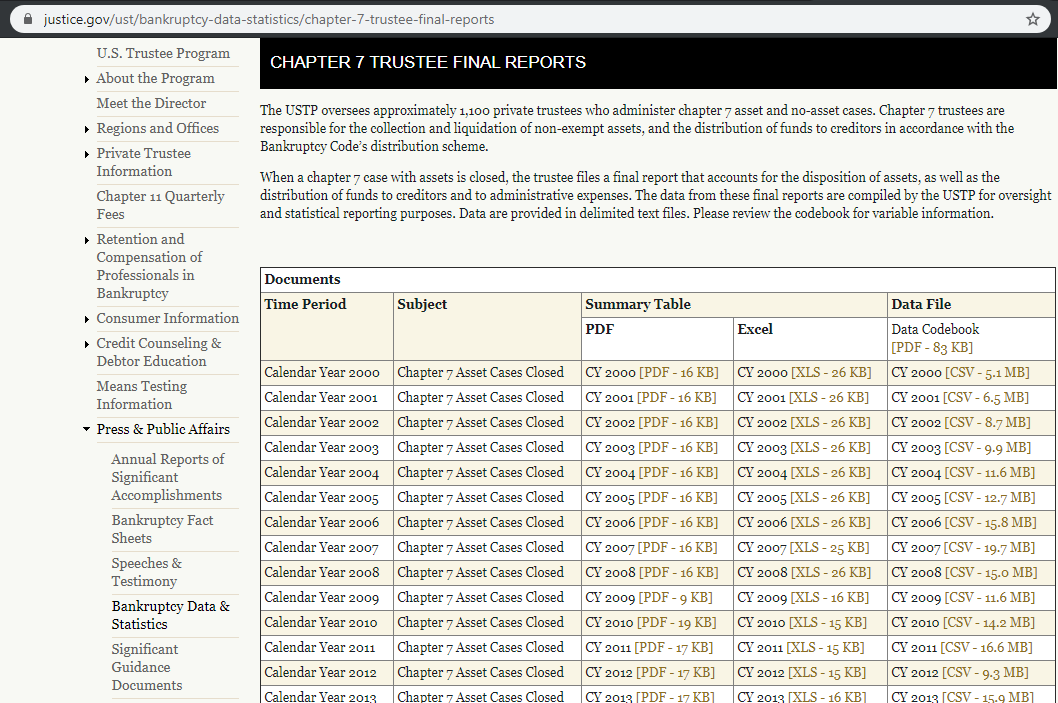 justice.gov/ust/bankruptcy-data-statistics/chapter-7-trustee-final-reports
U.S. Trustee Program
About the Program
Meet the Director
Regions and Offices
Private Trustee
Information
Chapter 11 Quarterly
Fees
Retention and
Compensation of
Professionals in
Bankruptcy
Consumer Information
Credit Counseling &
Debtor Education
Means Testing
Information
Press & Public Affairs
Annual Reports of
Significant
Accomplishments
Bankruptcy Fact
Sheets
Speeches &
Testimony
Bankruptcy Data &
Statistics
Significant
Guidance
Documents
CHAPTER 7 TRUSTEE FINAL REPORTS
The USTP oversees approximately 1,100 private trustees who administer chapter 7 asset and no-asset cases. Chapter 7 trustees are
responsible for the collection and liquidation of non-exempt assets, and the distribution of funds to creditors in accordance with the
Bankruptcy Code's distribution scheme.
When a chapter 7 case with assets is closed, the trustee files a final report that accounts for the disposition of assets, as well as the
distribution of funds to creditors and to administrative expenses. The data from these final reports are compiled by the USTP for oversight
and statistical reporting purposes. Data are provided in delimited text files. Please review the codebook for variable information.
Documents
Time Period Subject Summary Table Data File
PDF Excel Data Codebook
[PDF - 83 KB]
Calendar Year 2000 Chapter 7 Asset Cases Closed CY 2000 [PDF - 16 KB] CY 2000 [XLS - 26 KB] CY 2000 [CSV - 5.1 MB]
Calendar Year 2001 Chapter 7 Asset Cases Closed CY 2001 [PDF - 16 KB] CY 2001 [XLS - 26 KB] CY 2001 [CSV - 6.5 MB]
Calendar Year 2002 Chapter 7 Asset Cases Closed CY 2002 [PDF - 16 KB] CY 2002 [XLS - 26 KB] CY 2002 [CSV - 8.7 MB]
Calendar Year 2003 Chapter 7 Asset Cases Closed CY 2003 [PDF - 16 KB] CY 2003 [XLS - 26 KB] CY 2003 [CSV - 9.9 MB]
Calendar Year 2004 Chapter 7 Asset Cases Closed CY 2004 [PDF - 16 KB] CY 2004 [XLS - 26 KB] CY 2004 [CSV - 11.6 MB]
Calendar Year 2005 Chapter 7 Asset Cases Closed CY 2005 [PDF - 16 KB] CY 2005 [XLS - 26 KB] CY 2005 [CSV - 12.7 MB]
Calendar Year 2006 Chapter 7 Asset Cases Closed CY 2006 [PDF - 16 KB] CY 2006 [XLS - 26 KB] CY 2006 [CSV - 15.8 MB]
Calendar Year 2007 Chapter 7 Asset Cases Closed CY 2007 [PDF - 16 KB] CY 2007 [XLS - 25 KB] CY 2007 [CSV - 19.7 MB]
Calendar Year 2008 Chapter 7 Asset Cases Closed CY 2008 [PDF - 16 KB] CY 2008 [XLS - 26 KB] CY 2008 [CSV - 15.0 MB]
Calendar Year 2009 Chapter 7 Asset Cases Closed CY 2009 [PDF - 9 KB] CY 2009 [XLS - 16 KB] CY 2009 [CSV - 11.6 MB]
Calendar Year 2010 Chapter 7 Asset Cases Closed CY 2010 [PDF - 19 KB] CY 2010 [XLS - 15 KB] CY 2010 [CSV - 14.2 MB]
Calendar Year 2011 Chapter 7 Asset Cases Closed CY 2011 [PDF - 17 KB] CY 2011 [XLS - 15 KB] CY 2011 [CSV - 16.6 MB]
Calendar Year 2012 Chapter 7 Asset Cases Closed CY 2012 [PDF - 17 KB] CY 2012 [XLS - 15 KB] CY 2012 [CSV - 9.3 MB]
Calendar Year 2013 Chapter 7 Asset Cases Closed CY 2013 [PDF - 17 KB] CY 2013 [XLS - 16 KB] CY 2013 [CSV - 15.9 MB]